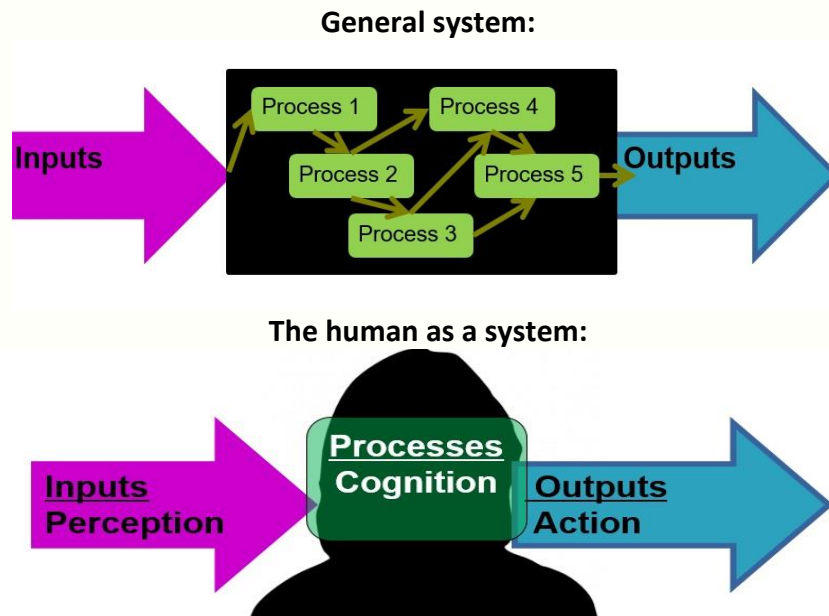 General system:
Inputs
Process 1
Process 4
Process 2
Process 5
Process 3
Outputs
The human as a system:
Inputs
Perception
Processes
Cognition
Outputs
Action